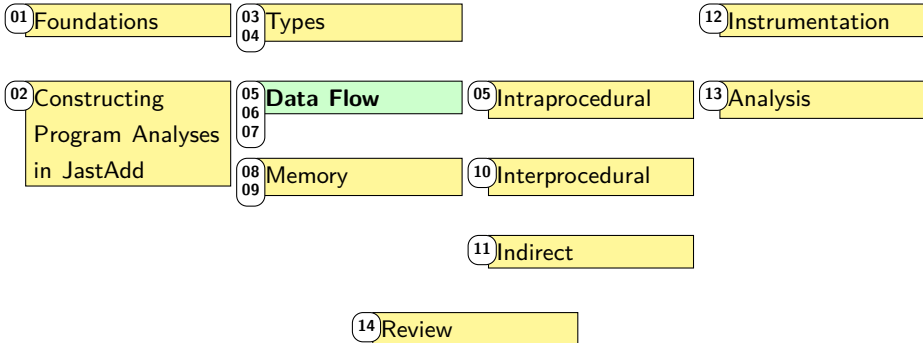 01 Foundations
03 Types
04
12 Instrumentation
02 Constructing
Program Analyses
in JastAdd
05 Data Flow
06
07
05 Intraprocedural
13 Analysis
08 Memory
09
10 Interprocedural
11 Indirect
14 Review